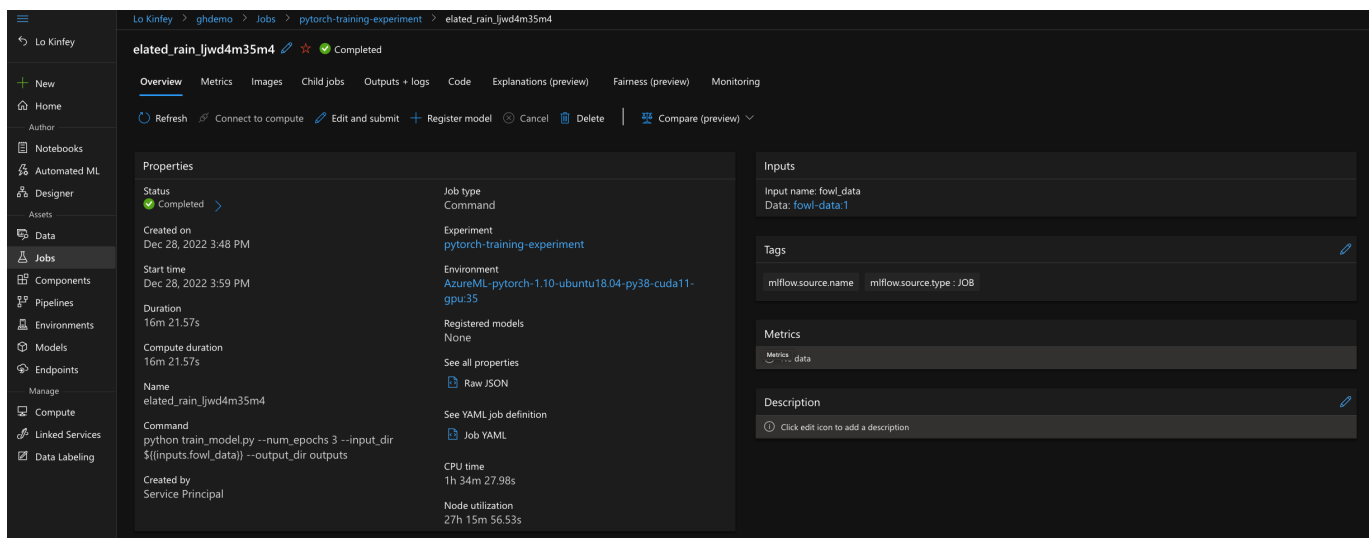 Lo Kinfey > ghdemo > Jobs > pytorch-training-experiment > elated_rain_ljwd4m35m4
Lo Kinfey
New
Home
Author
Notebooks
Automated ML
Designer
Assets
Data
Jobs
Components
Pipelines
Environments
Models
Endpoints
Manage
Compute
Linked Services
Data Labeling
elated_rain_ljwd4m35m4 Completed
Overview Metrics Images Child jobs Outputs + logs Code Explanations (preview) Fairness (preview) Monitoring
Refresh Connect to compute Edit and submit Register model Cancel Delete Compare (preview)
Properties
Status
Completed
Created on
Dec 28, 2022 3:48 PM
Start time
Dec 28, 2022 3:59 PM
Duration
16m 21.57s
Compute duration
16m 21.57s
Name
elated_rain_ljwd4m35m4
Command
python train_model.py --num_epochs 3 --input_dir
${{inputs.fowl_data}} --output_dir outputs
Created by
Service Principal
Job type
Command
Experiment
pytorch-training-experiment
Environment
AzureML-pytorch-1.10-ubuntu18.04-py38-cuda11-
gpu:35
Registered models
None
See all properties
Raw JSON
See YAML job definition
Job YAML
CPU time
1h 34m 27.98s
Node utilization
27h 15m 56.53s
Inputs
Input name: fowl_data
Data: fowl-data:1
Tags
mlflow.source.name mlflow.source.type : JOB
Metrics
Metrics data
Description
Click edit icon to add a description